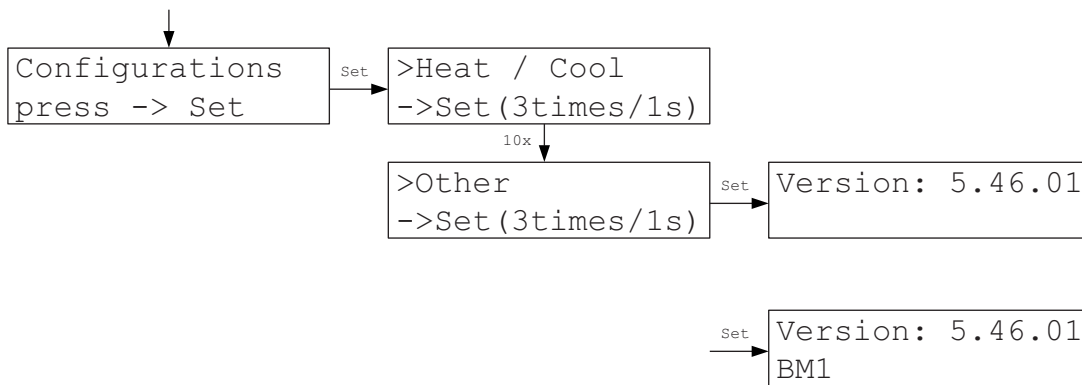 Configurations
press -> Set
Set
>Heat / Cool
->Set(3times/1s)
10x
>Other
->Set(3times/1s)
Set
Version: 5.46.01
Set
Version: 5.46.01
BM1